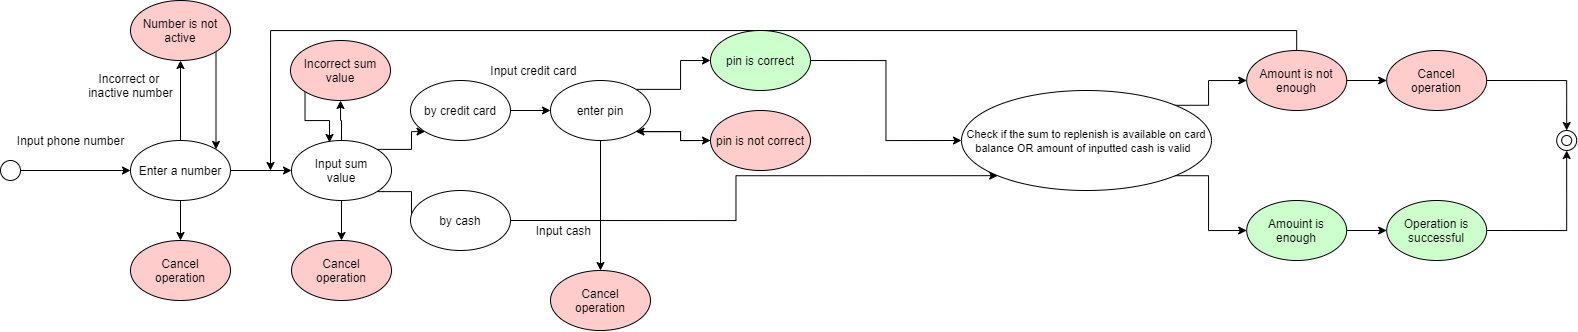 Number is not
active
Incorrect or
inactive number
Input phone number
Enter a number
Cancel
operation
Incorrect sum
value
Input sum
value
Cancel
operation
Input credit card
by credit card
enter pin
by cash
Input cash
Cancel
operation
pin is correct
pin is not correct
Check if the sum to replenish is available on card
balance OR amount of inputted cash is valid
Amount is not
enough
Cancel
operation
Amouint is
enough
Operation is
successful